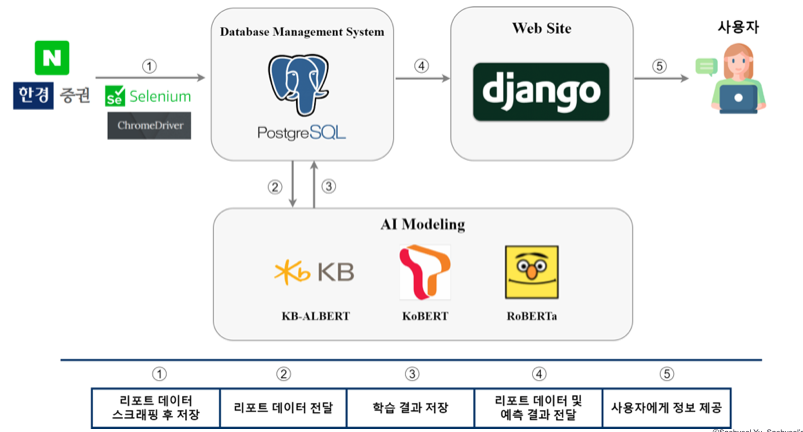 Database Management System
Web Site
사용자
N
①
④
⑤
한경 증권
Se Selenium
ChromeDriver
PostgreSQL
django
②
③
AI Modeling
Kb KB
KB-ALBERT
KoBERT
RoBERTa
①
②
③
④
⑤
리포트 데이터
스크래핑 후 저장
리포트 데이터 전달
학습 결과 저장
리포트 데이터 및
예측 결과 전달
사용자에게 정보 제공